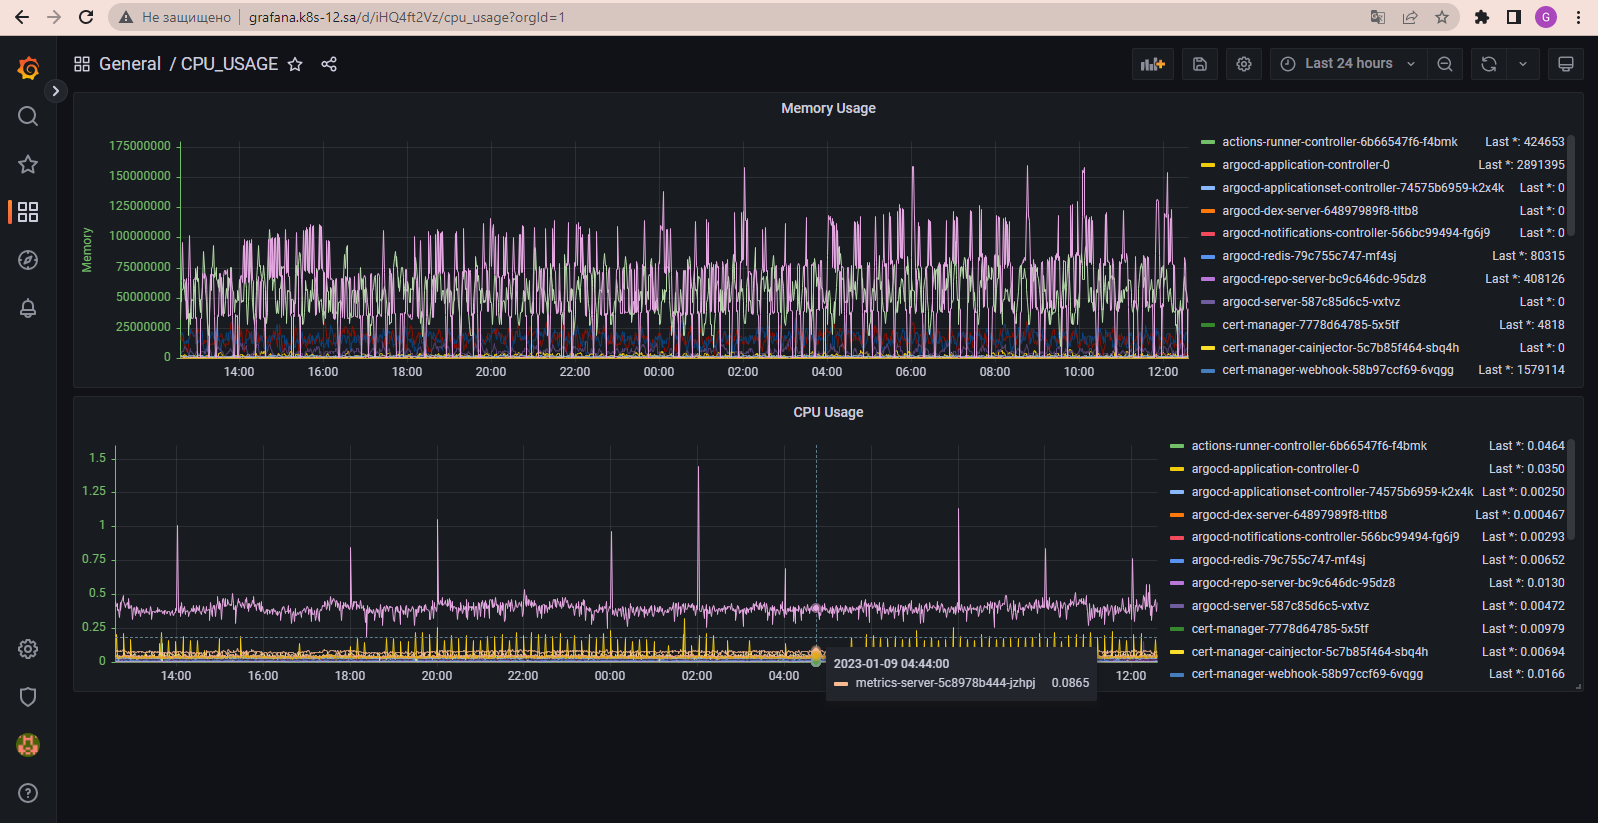 Не защищено grafana.k8s-12.sa/d/iHQ4ft2Vz/cpu_usage?orgId=1
G
General / CPU_USAGE
Last 24 hours
Memory Usage
Memory
175000000
150000000
125000000
100000000
75000000
50000000
25000000
0
14:00 16:00 18:00 20:00 22:00 00:00 02:00 04:00 06:00 08:00 10:00 12:00
actions-runner-controller-6b66547f6-f4bmk Last *: 424653
argocd-application-controller-0 Last *: 2891395
argocd-applicationset-controller-74575b6959-k2x4k Last *: 0
argocd-dex-server-64897989f8-tltb8 Last *: 0
argocd-notifications-controller-566bc99494-fg6j9 Last *: 0
argocd-redis-79c755c747-mf4sj Last *: 80315
argocd-repo-server-bc9c646dc-95dz8 Last *: 408126
argocd-server-587c85d6c5-vxtvz Last *: 0
cert-manager-7778d64785-5x5tf Last *: 4818
cert-manager-cainjector-5c7b85f464-sbq4h Last *: 0
cert-manager-webhook-58b97ccf69-6vqgg Last *: 1579114
CPU Usage
1.5
1.25
1
0.75
0.5
0.25
0
14:00 16:00 18:00 20:00 22:00 00:00 02:00 04:00 12:00
2023-01-09 04:44:00
metrics-server-5c8978b444-jzhpj 0.0865
actions-runner-controller-6b66547f6-f4bmk Last *: 0.0464
argocd-application-controller-0 Last *: 0.0350
argocd-applicationset-controller-74575b6959-k2x4k Last *: 0.00250
argocd-dex-server-64897989f8-tltb8 Last *: 0.000467
argocd-notifications-controller-566bc99494-fg6j9 Last *: 0.00293
argocd-redis-79c755c747-mf4sj Last *: 0.00652
argocd-repo-server-bc9c646dc-95dz8 Last *: 0.0130
argocd-server-587c85d6c5-vxtvz Last *: 0.00472
cert-manager-7778d64785-5x5tf Last *: 0.00979
cert-manager-cainjector-5c7b85f464-sbq4h Last *: 0.00694
cert-manager-webhook-58b97ccf69-6vqgg Last *: 0.0166